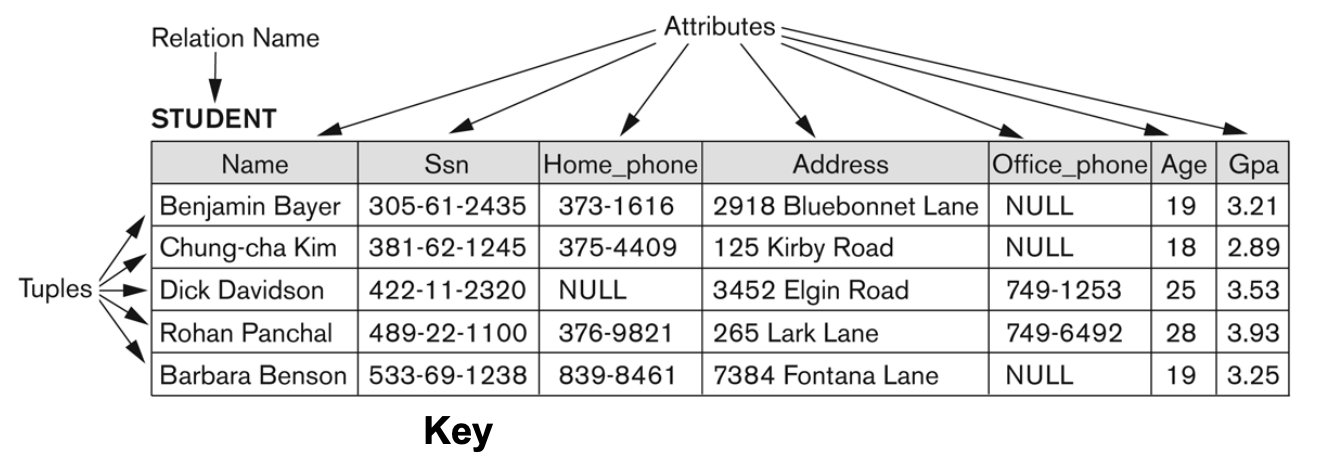 Attributes
Relation Name
STUDENT
Name Ssn Home_phone Address Office_phone Age Gpa
Benjamin Bayer 305-61-2435 373-1616 2918 Bluebonnet Lane NULL 19 3.21
Chung-cha Kim 381-62-1245 375-4409 125 Kirby Road NULL 18 2.89
Tuples Dick Davidson 422-11-2320 NULL 3452 Elgin Road 749-1253 25 3.53
Rohan Panchal 489-22-1100 376-9821 265 Lark Lane 749-6492 28 3.93
Barbara Benson 533-69-1238 839-8461 7384 Fontana Lane NULL 19 3.25
Key